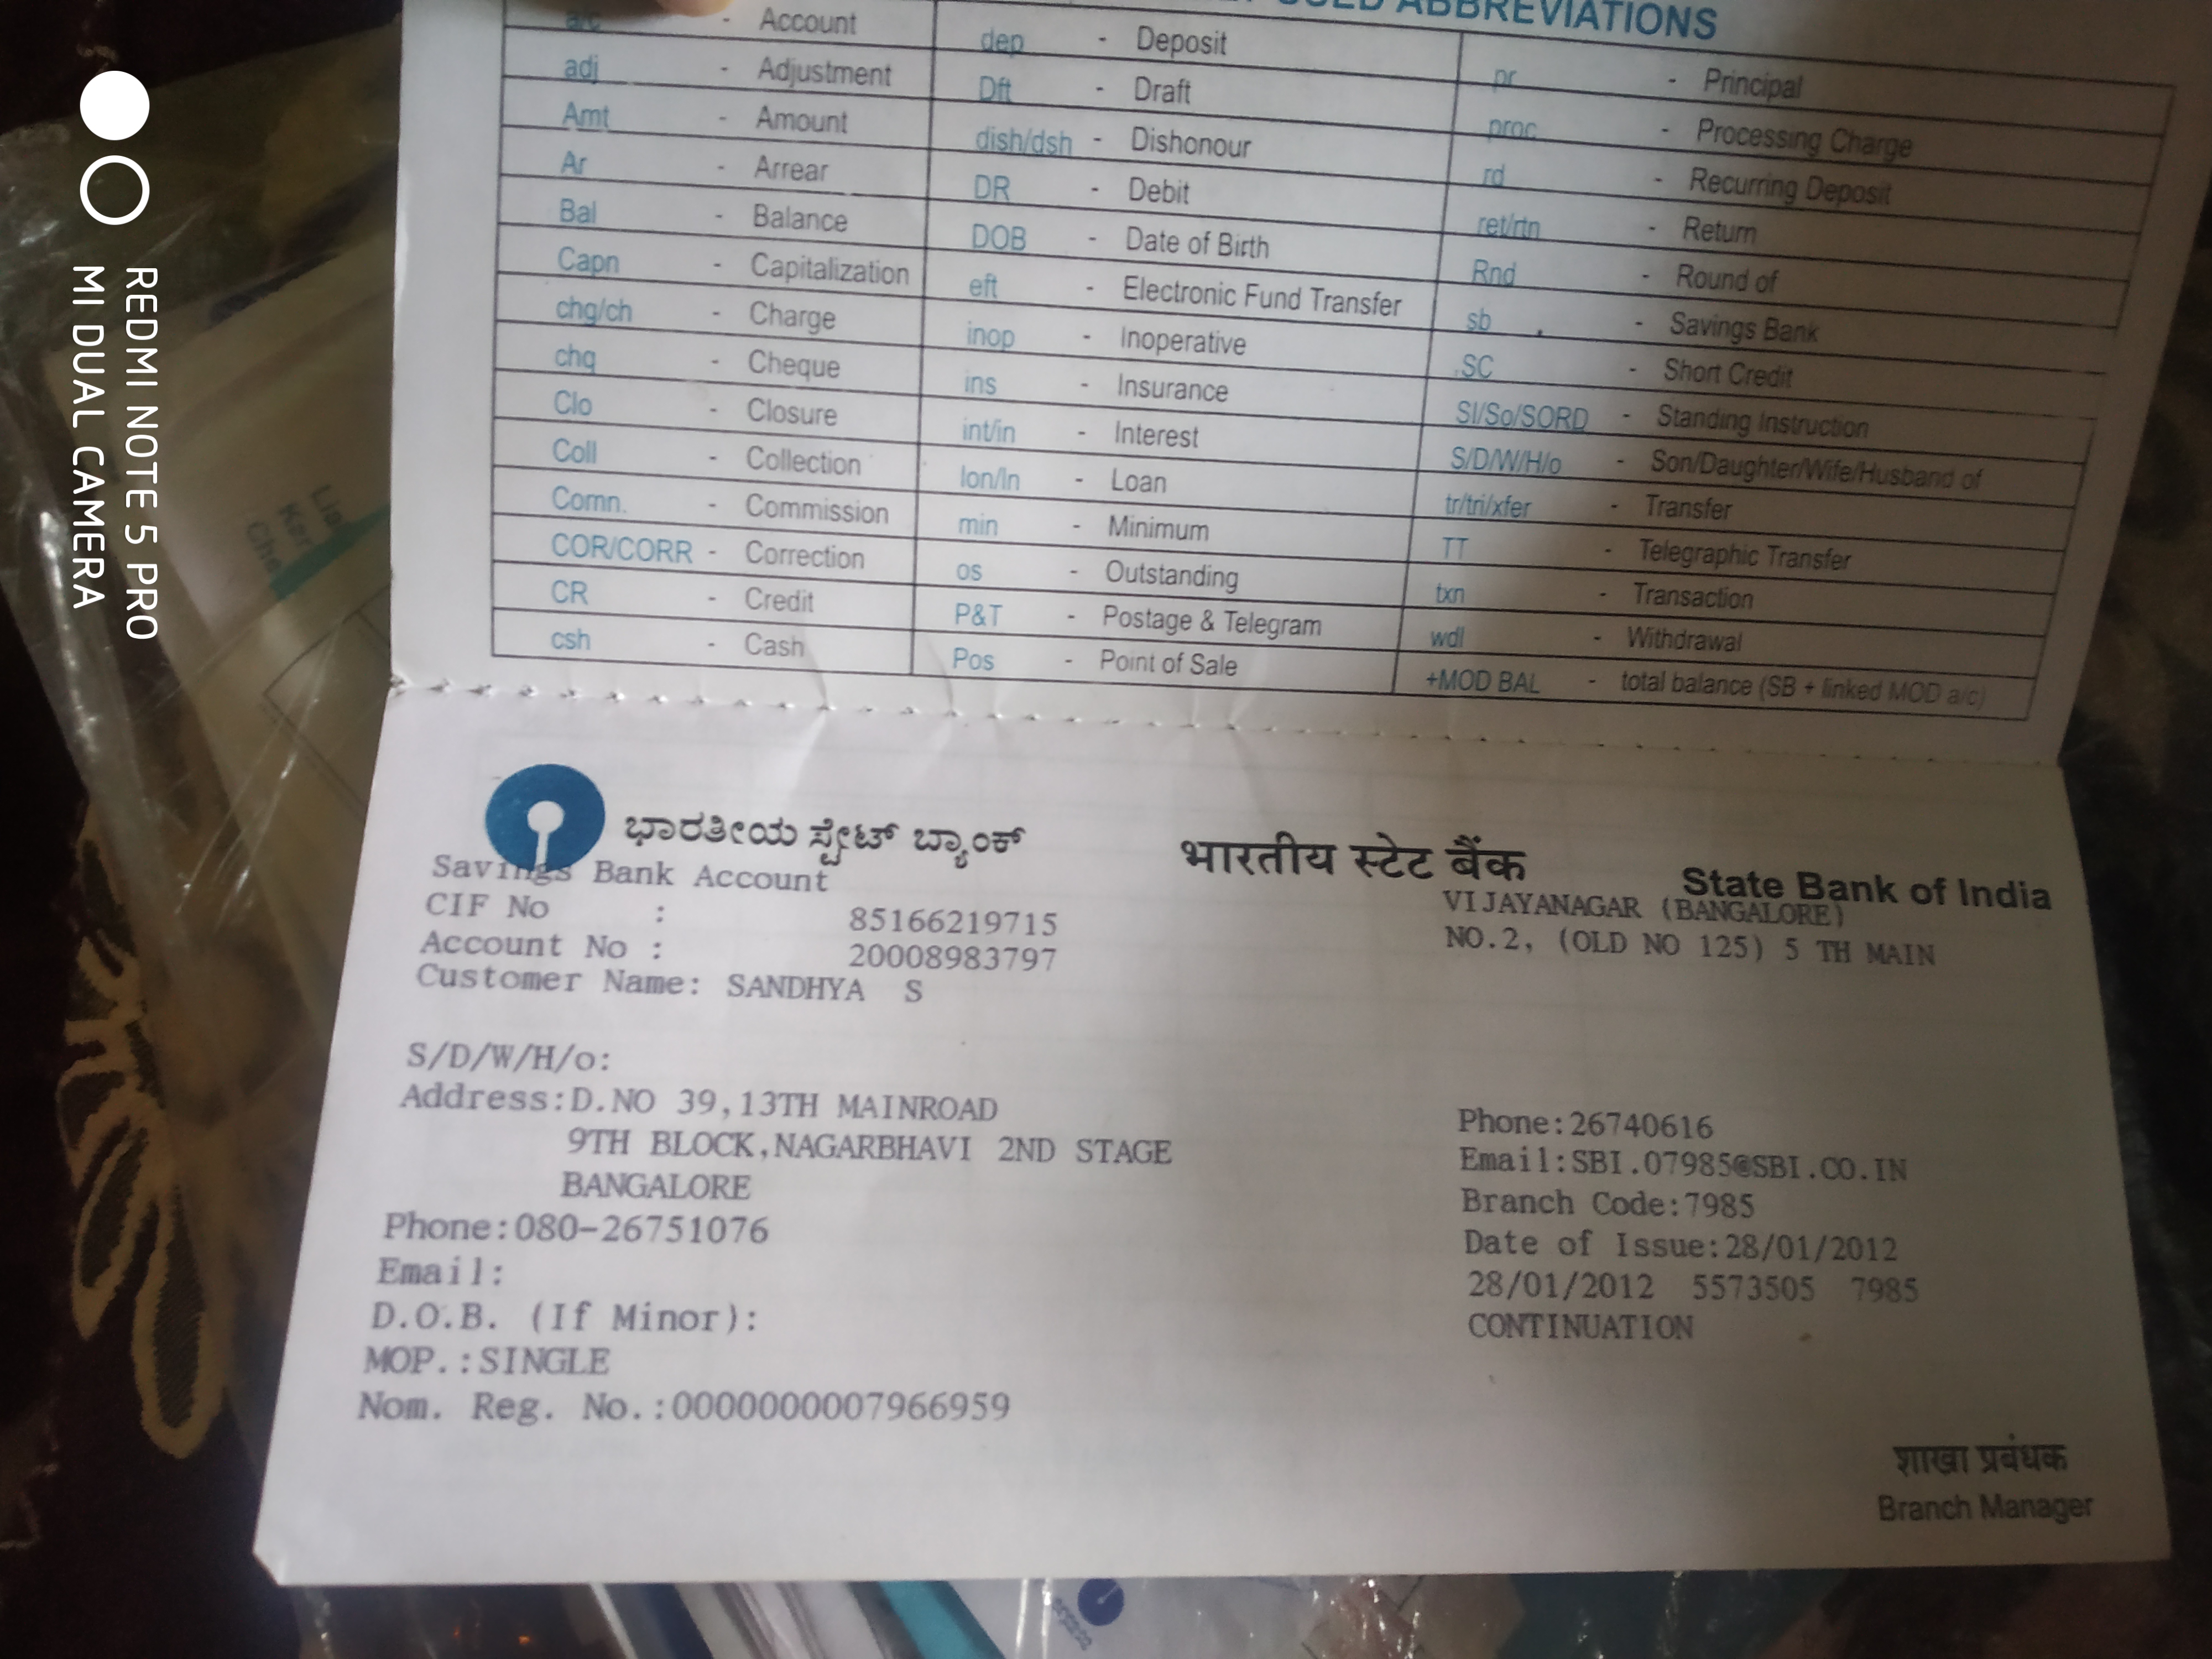 USED ABBREVIATIONS
a/c - Account
adj - Adjustment
Amt - Amount
Ar - Arrear
Bal - Balance
Capn - Capitalization
chg/ch - Charge
chq - Cheque
Clo - Closure
Coll - Collection
Comn. - Commission
COR/CORR - Correction
CR - Credit
csh - Cash
dep - Deposit
Dft - Draft
dish/dsh - Dishonour
DR - Debit
DOB - Date of Birth
eft - Electronic Fund Transfer
inop - Inoperative
ins - Insurance
int/in - Interest
lon/ln - Loan
min - Minimum
os - Outstanding
P&T - Postage & Telegram
Pos - Point of Sale
pr - Principal
proc - Processing Charge
rd - Recurring Deposit
ret/rtn - Return
Rnd - Round of
sb - Savings Bank
SC - Short Credit
SI/So/SORD - Standing Instruction
S/D/W/H/o - Son/Daughter/Wife/Husband of
tr/trf/xfer - Transfer
TT - Telegraphic Transfer
txn - Transaction
wdl - Withdrawal
+MOD BAL - total balance (SB + linked MOD a/c)
ಭಾರತೀಯ ಸ್ಟೇಟ್ ಬ್ಯಾಂಕ್ भारतीय स्टेट बैंक State Bank of India
Savings Bank Account
CIF No : 85166219715
Account No : 20008983797
Customer Name: SANDHYA S
S/D/W/H/o:
Address:D.NO 39,13TH MAINROAD
9TH BLOCK,NAGARBHAVI 2ND STAGE
BANGALORE
Phone:080-26751076
Email:
D.O.B. (If Minor):
MOP.:SINGLE
Nom. Reg. No.:0000000007966959
VIJAYANAGAR (BANGALORE)
NO.2, (OLD NO 125) 5 TH MAIN
Phone:26740616
Email:SBI.07985@SBI.CO.IN
Branch Code:7985
Date of Issue:28/01/2012
28/01/2012 5573505 7985
CONTINUATION
शाखा प्रबंधक
Branch Manager
REDMI NOTE 5 PRO
MI DUAL CAMERA